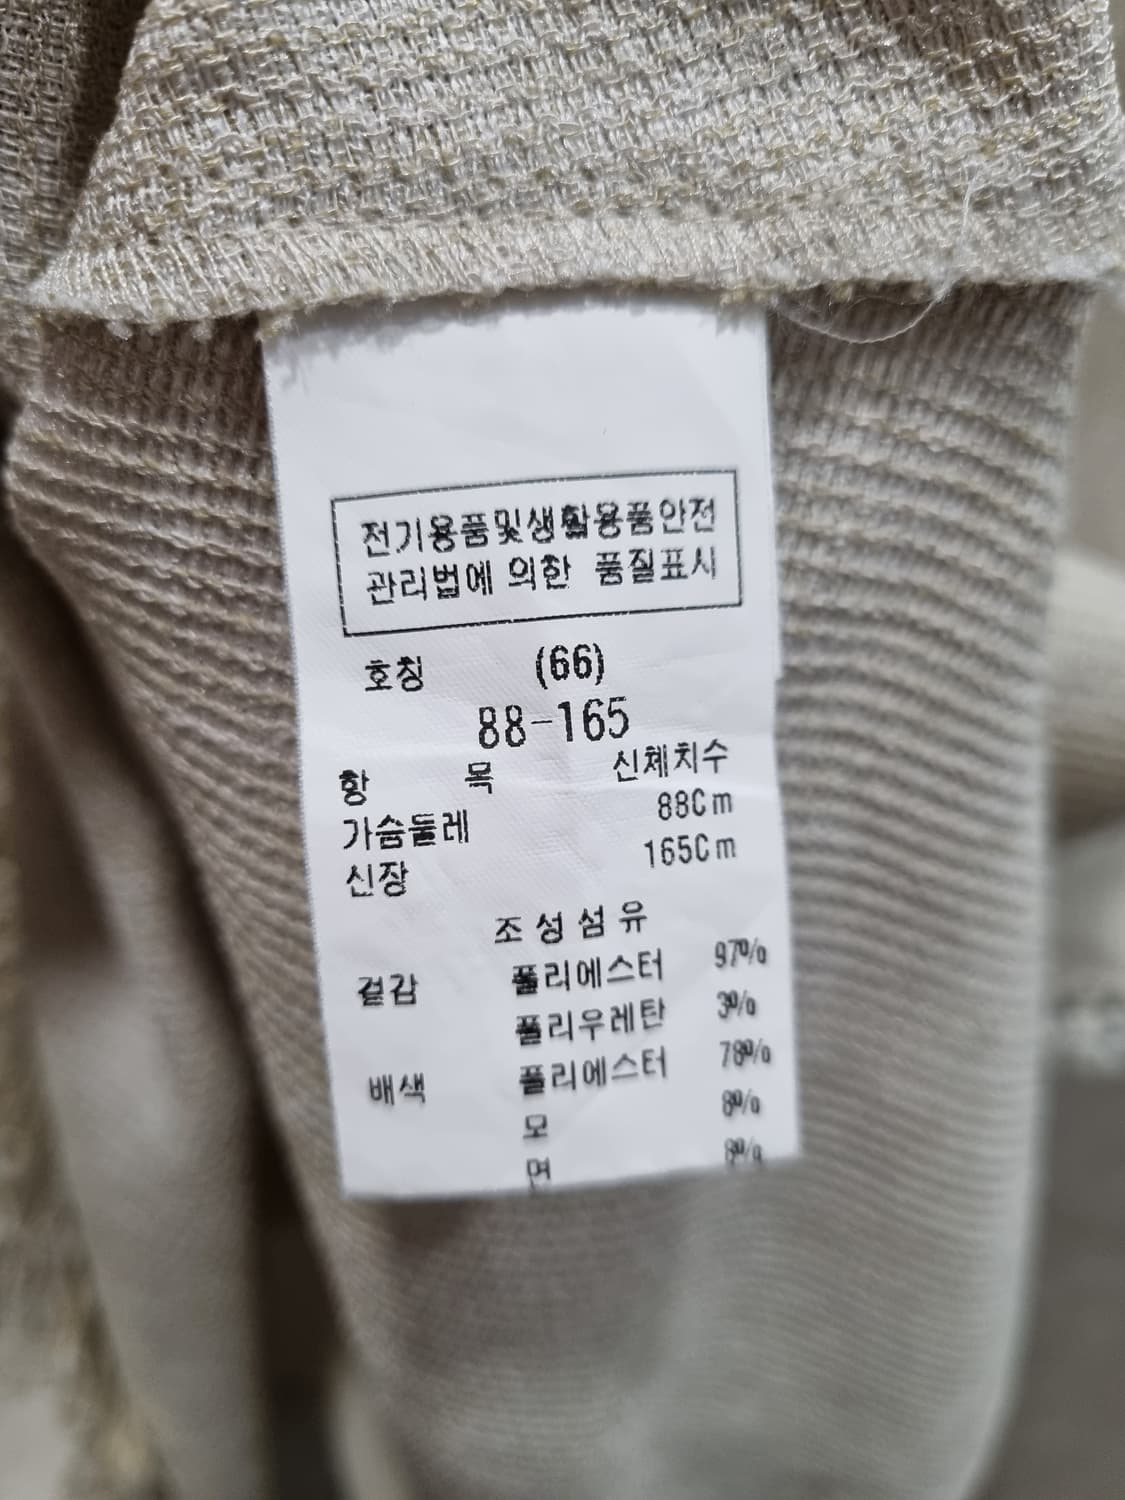 전기용품및생활용품안전
관리법에 의한 품질표시
호칭 (66)
88-165
항 목 신체치수
가슴둘레 88Cm
신장 165Cm
조성섬유
겉감 폴리에스터 97%
폴리우레탄 3%
배색 폴리에스터 78%
모 8%
면 8%